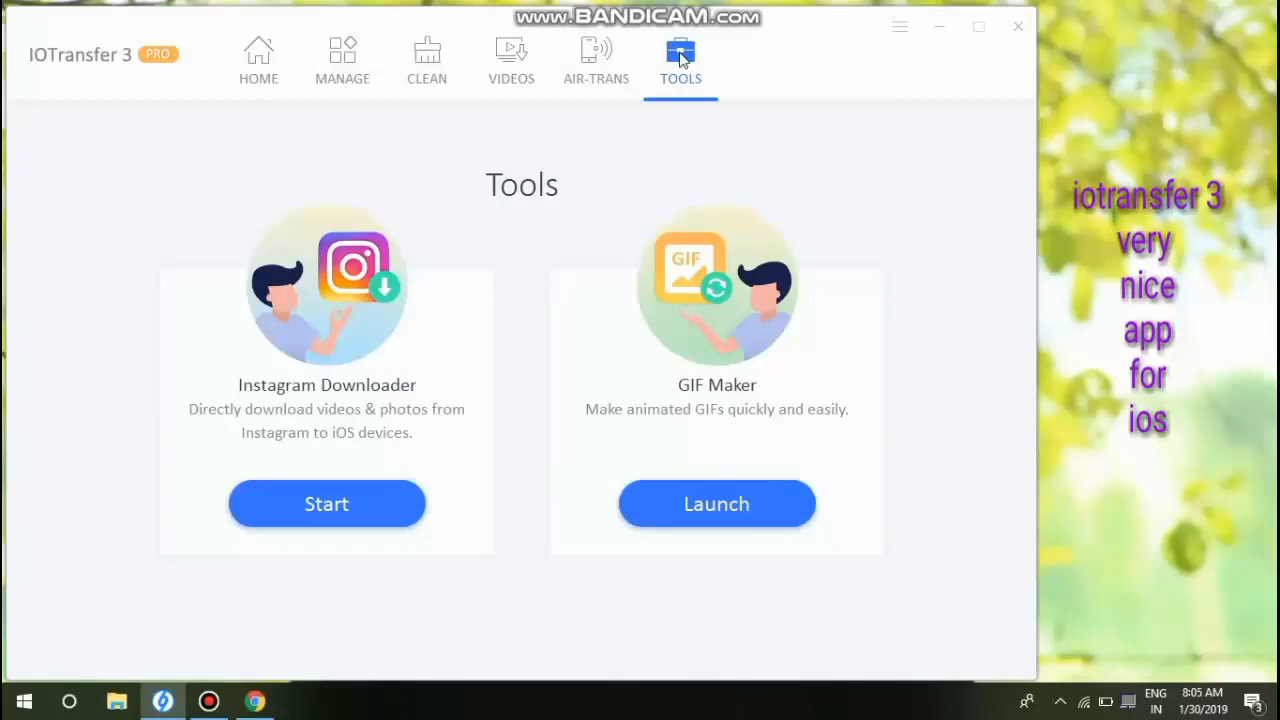 www.BANDICAM.com
IOTransfer 3 PRO
HOME
MANAGE
CLEAN
VIDEOS
AIR-TRANS
TOOLS
Tools
GIF
Instagram Downloader
Directly download videos & photos from
Instagram to iOS devices.
Start
GIF Maker
Make animated GIFs quickly and easily.
Launch
iotransfer 3
very
nice
app
for
ios
ENG
IN
8:05 AM
1/30/2019
3